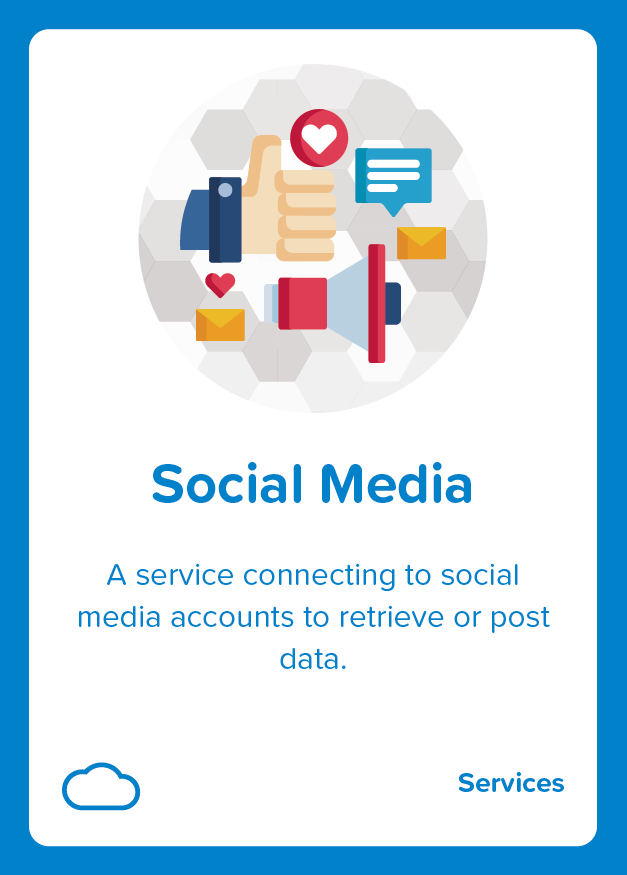 Social Media
A service connecting to social
media accounts to retrieve or post
data.
Services